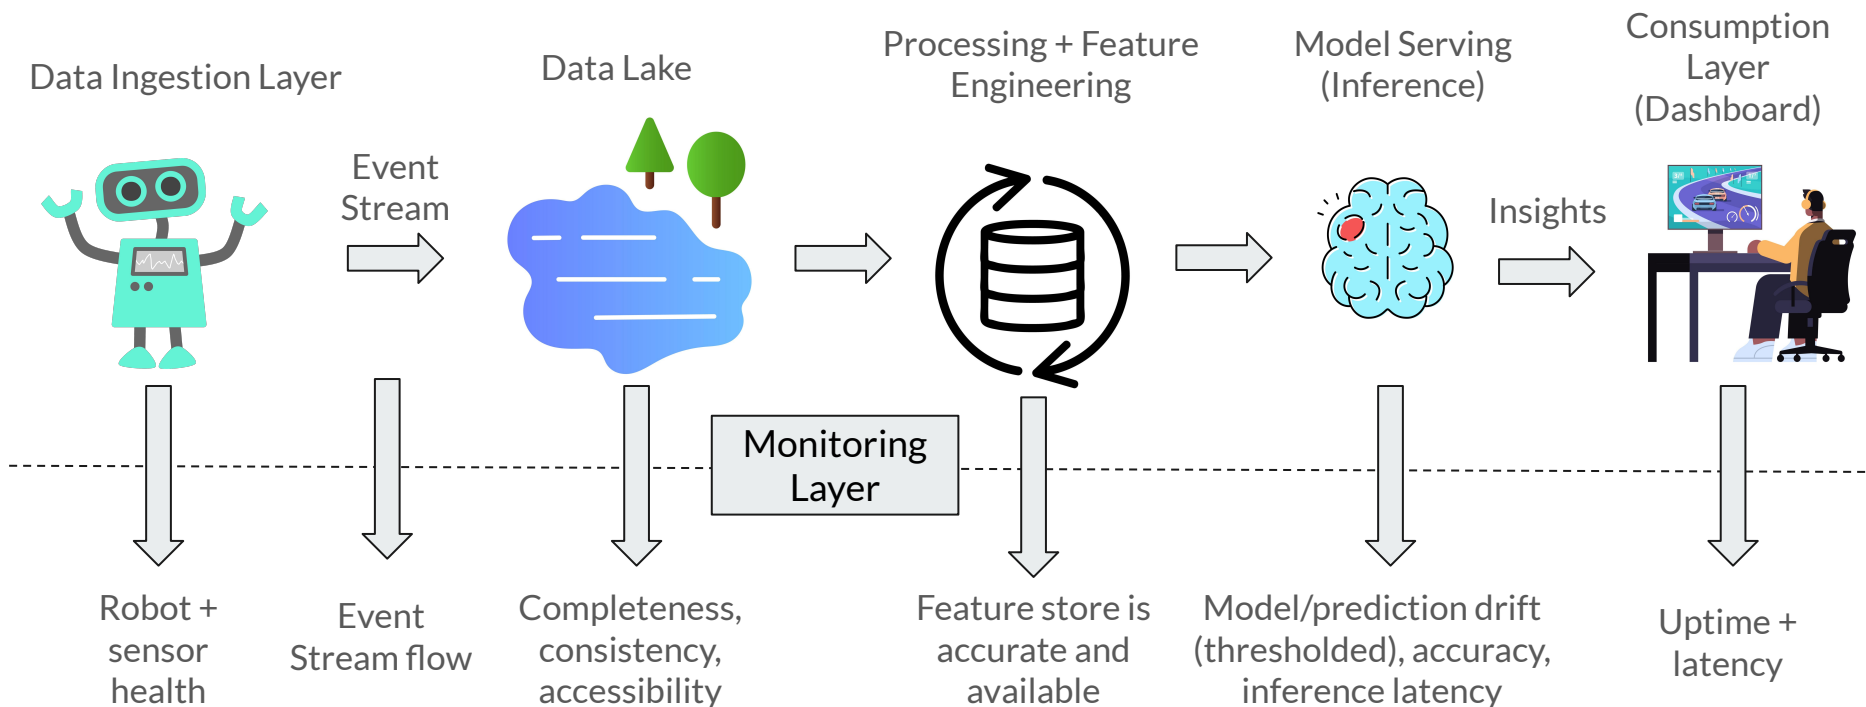 Data Ingestion Layer
Event
Stream
Data Lake
Processing + Feature
Engineering
Model Serving
(Inference)
Insights
Consumption
Layer
(Dashboard)
Monitoring
Layer
Robot +
sensor
health
Event
Stream flow
Completeness,
consistency,
accessibility
Feature store is
accurate and
available
Model/prediction drift
(thresholded), accuracy,
inference latency
Uptime +
latency